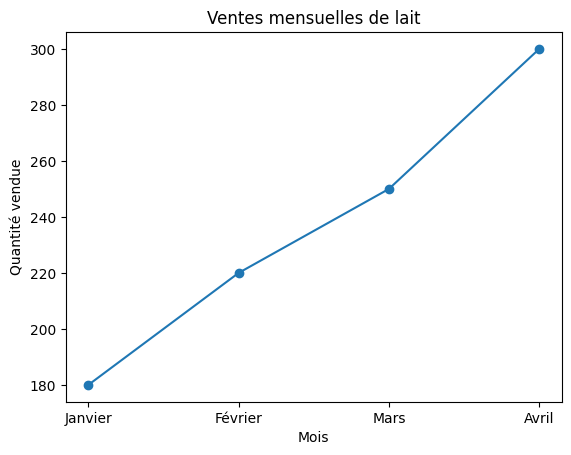 Ventes mensuelles de lait
Quantité vendue
300
280
260
240
220
200
180
Janvier Février Mars Avril
Mois